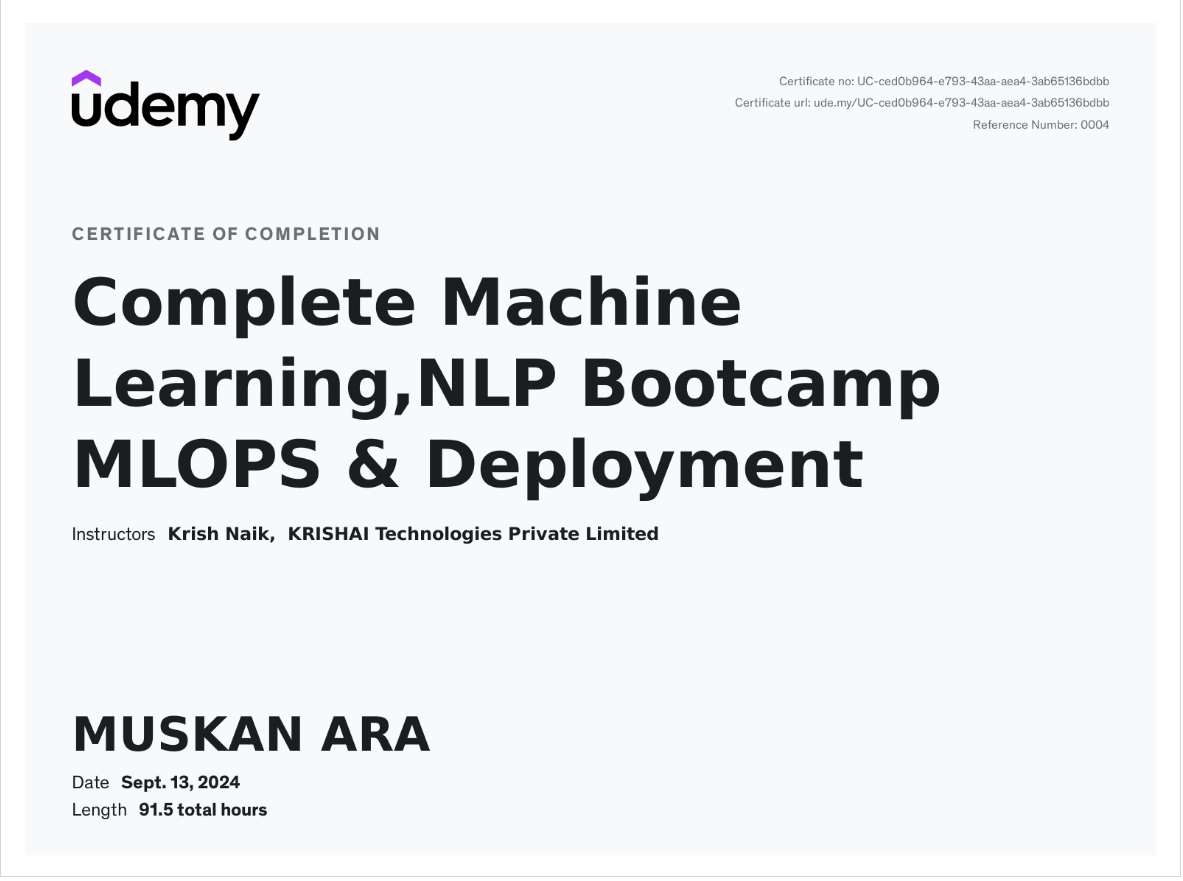 udemy
Certificate no: UC-ced0b964-e793-43aa-aea4-3ab65136bdbb
Certificate url: ude.my/UC-ced0b964-e793-43aa-aea4-3ab65136bdbb
Reference Number: 0004
CERTIFICATE OF COMPLETION
Complete Machine
Learning,NLP Bootcamp
MLOPS & Deployment
Instructors Krish Naik, KRISHAI Technologies Private Limited
MUSKAN ARA
Date Sept. 13, 2024
Length 91.5 total hours